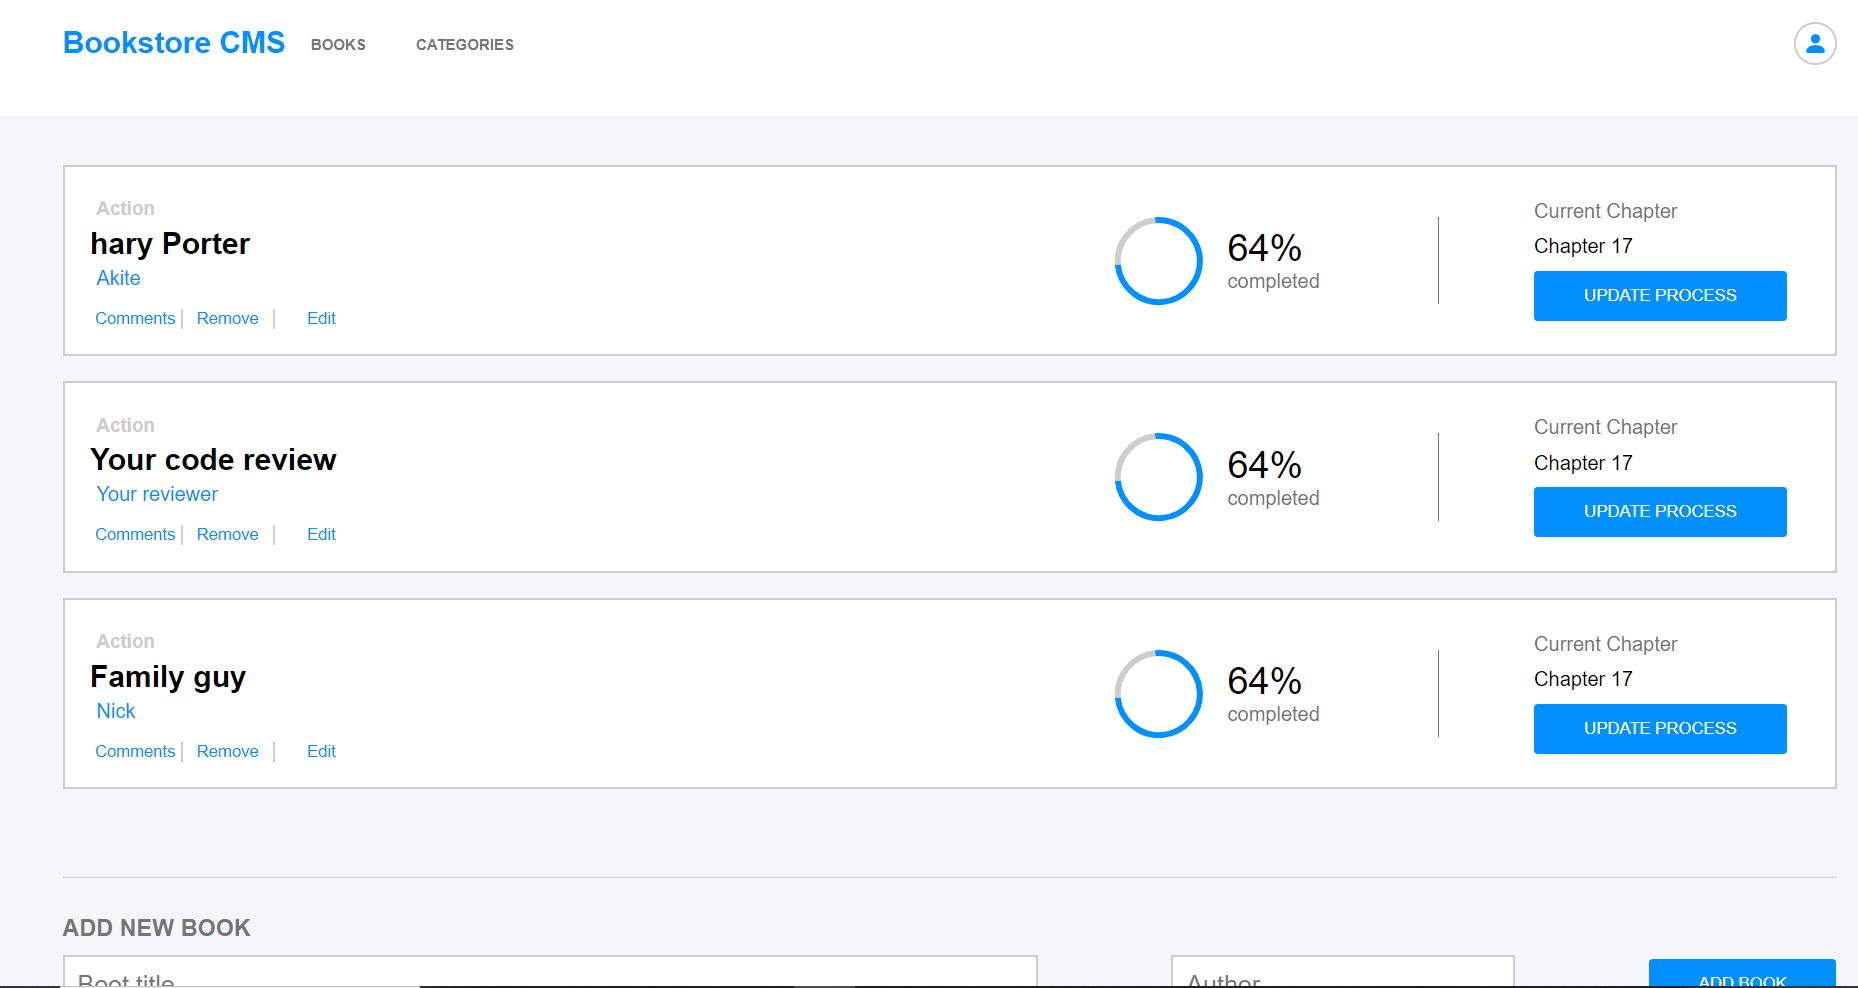 Bookstore CMS BOOKS CATEGORIES
Action
hary Porter
Akite
Comments Remove Edit
64%
completed
Current Chapter
Chapter 17
UPDATE PROCESS
Action
Your code review
Your reviewer
Comments Remove Edit
64%
completed
Current Chapter
Chapter 17
UPDATE PROCESS
Action
Family guy
Nick
Comments Remove Edit
64%
completed
Current Chapter
Chapter 17
UPDATE PROCESS
ADD NEW BOOK
Boot title
Author
ADD BOOK